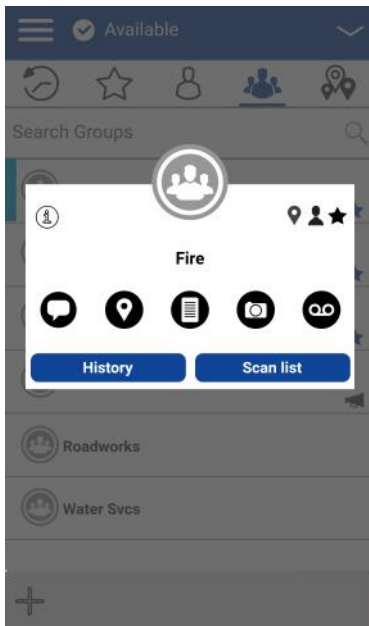 Available
Search Groups
Fire
History
Scan list
Roadworks
Water Svcs